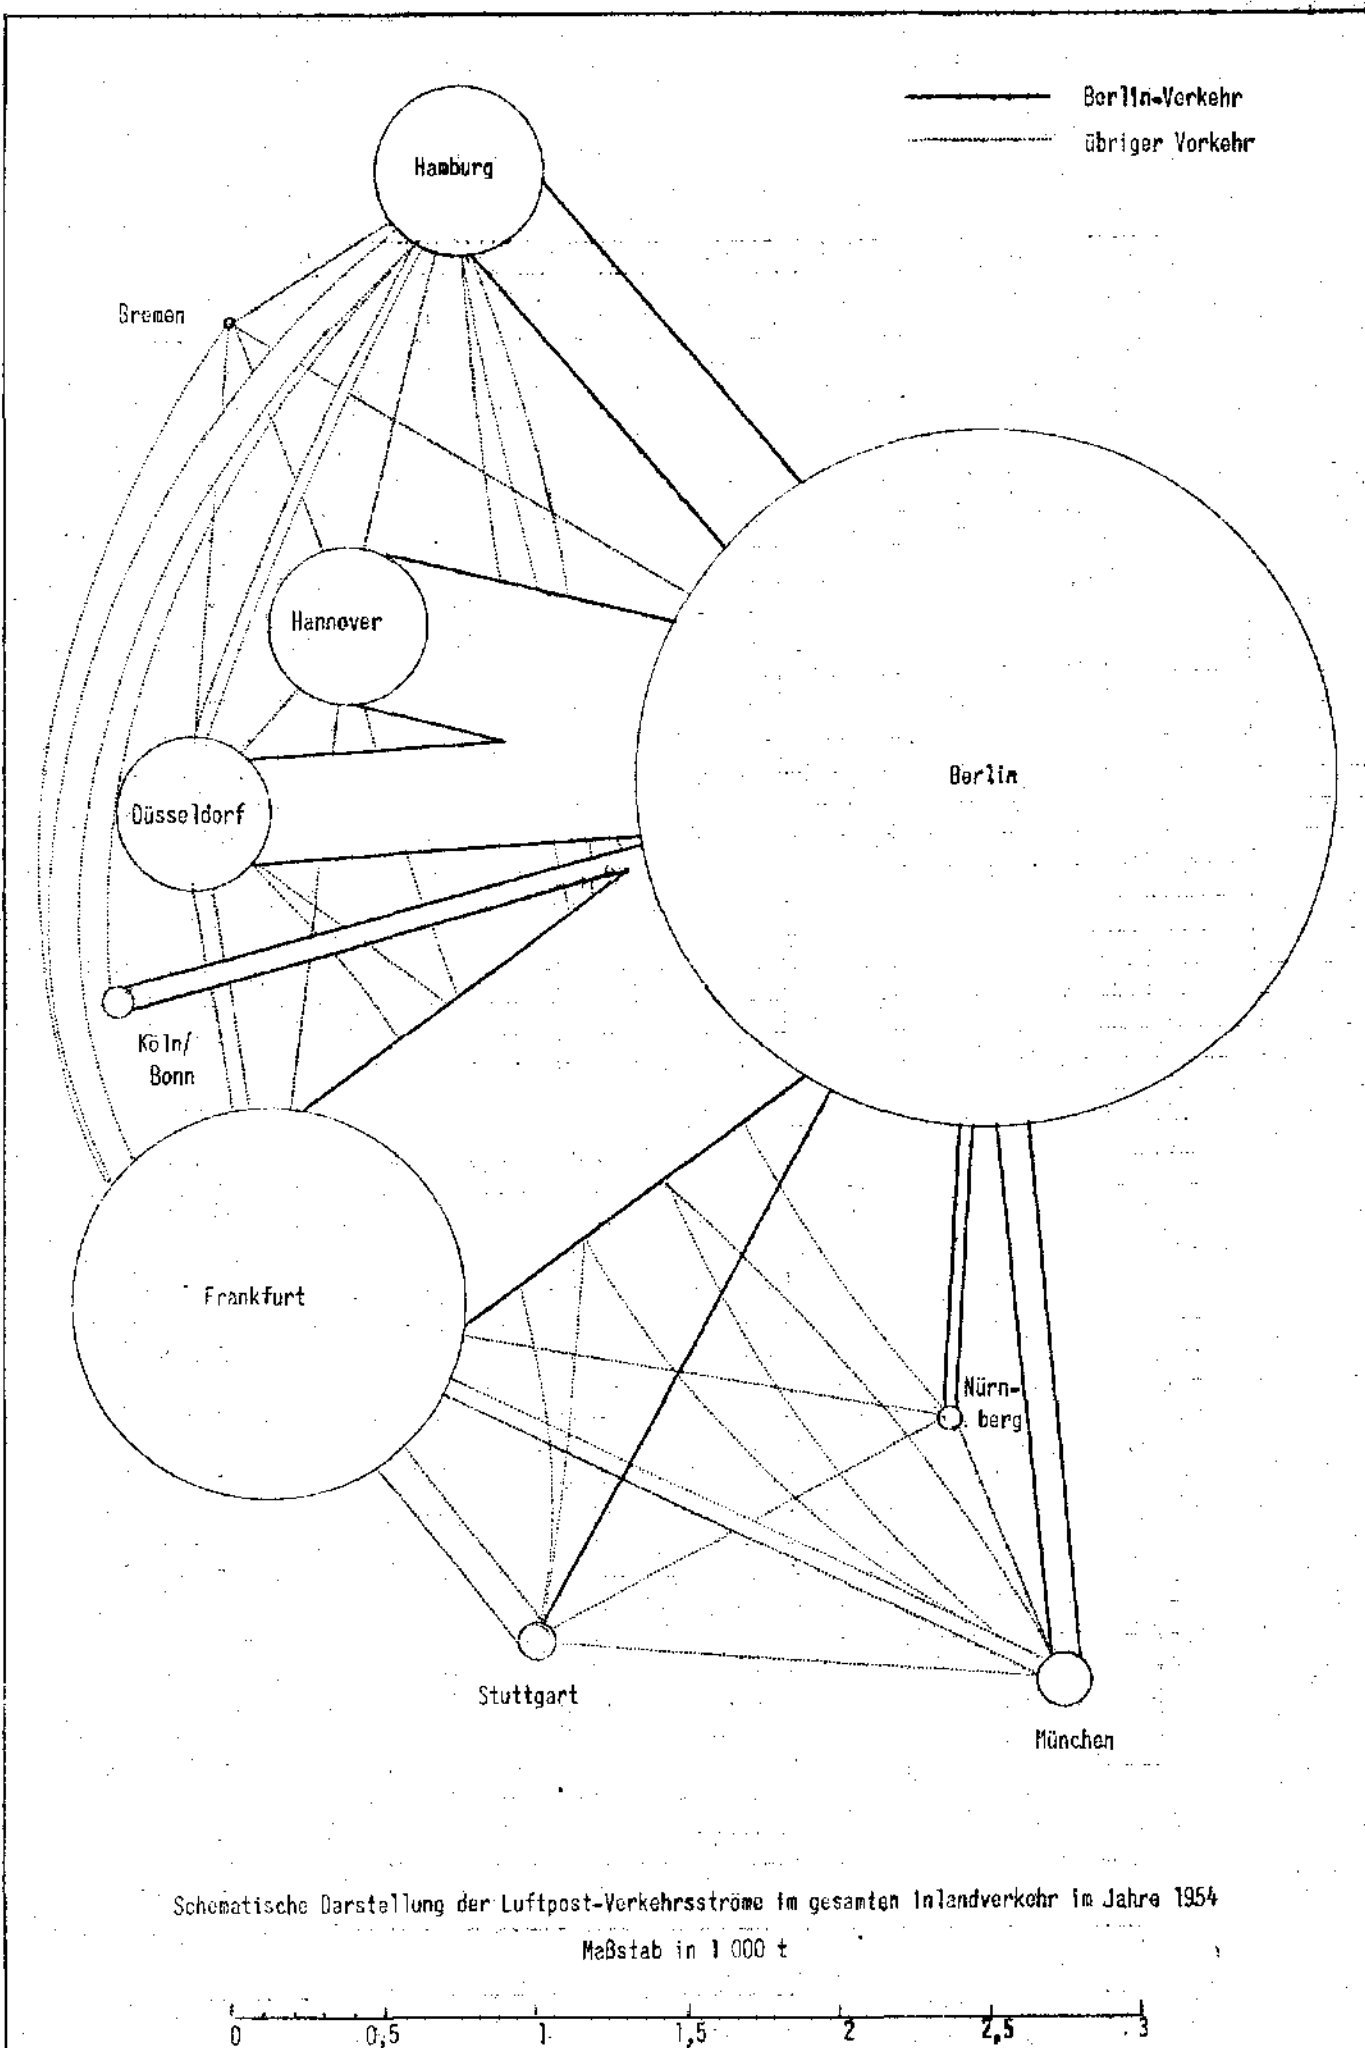 Berlin-Verkehr
übriger Verkehr
Hamburg
Bremen
Hannover
Berlin
Düsseldorf
Köln/
Bonn
Frankfurt
Nürn-
berg
Stuttgart
München
Schematische Darstellung der Luftpost-Verkehrsströme im gesamten Inlandverkehr im Jahre 1954
Maßstab in 1 000 t
0 0,5 1 1,5 2 2,5 3